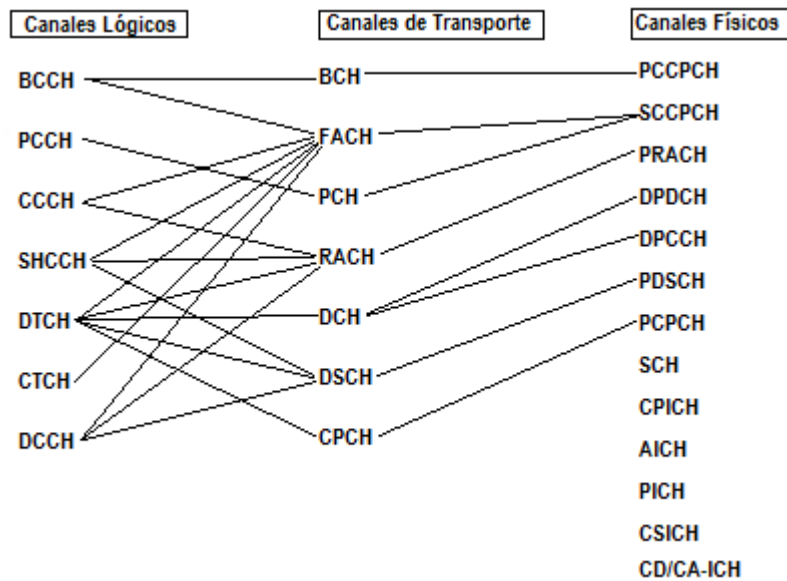 Canales Lógicos
BCCH
PCCH
CCCH
SHCCH
DTCH
CTCH
DCCH
Canales de Transporte
BCH
FACH
PCH
RACH
DCH
DSCH
CPCH
Canales Físicos
PCCPCH
SCCPCH
PRACH
DPDCH
DPCCH
PDSCH
PCPCH
SCH
CPICH
AICH
PICH
CSICH
CD/CA-ICH